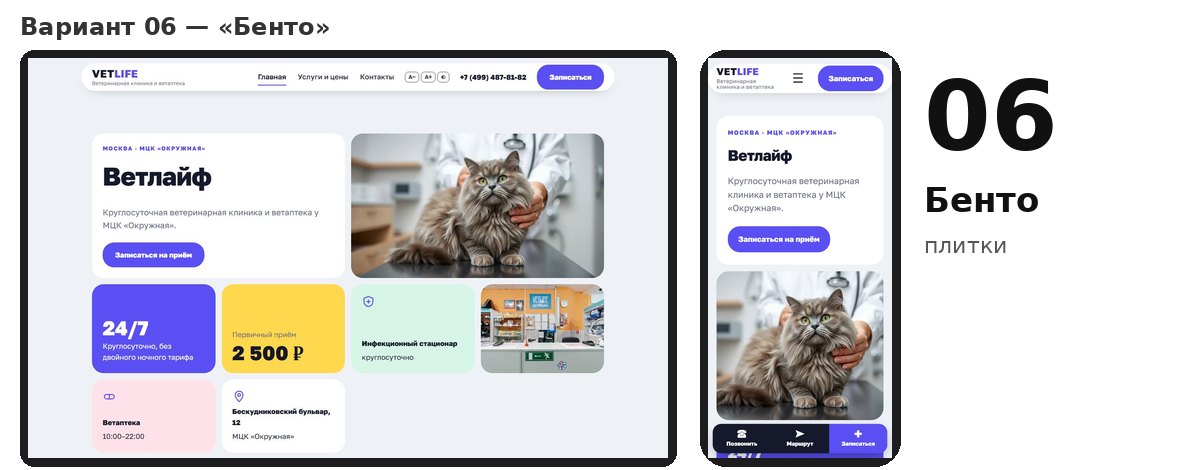 Вариант 06 — «Бенто»
VETLIFE
Ветеринарная клиника и ветаптека
Главная
Услуги и цены
Контакты
A−
A+
+7 (499) 487-81-82
Записаться
МОСКВА · МЦК «ОКРУЖНАЯ»
Ветлайф
Круглосуточная ветеринарная клиника и ветаптека у
МЦК «Окружная».
Записаться на приём
24/7
Круглосуточно, без
двойного ночного тарифа
Первичный приём
2 500 ₽
Инфекционный стационар
круглосуточно
Ветаптека
10:00–22:00
Бескудниковский бульвар,
12
МЦК «Окружная»
VETLIFE
Ветеринарная
клиника и ветаптека
Записаться
МОСКВА · МЦК «ОКРУЖНАЯ»
Ветлайф
Круглосуточная ветеринарная
клиника и ветаптека у МЦК
«Окружная».
Записаться на приём
Позвонить
Маршрут
Записаться
24/7
06
Бенто
плитки